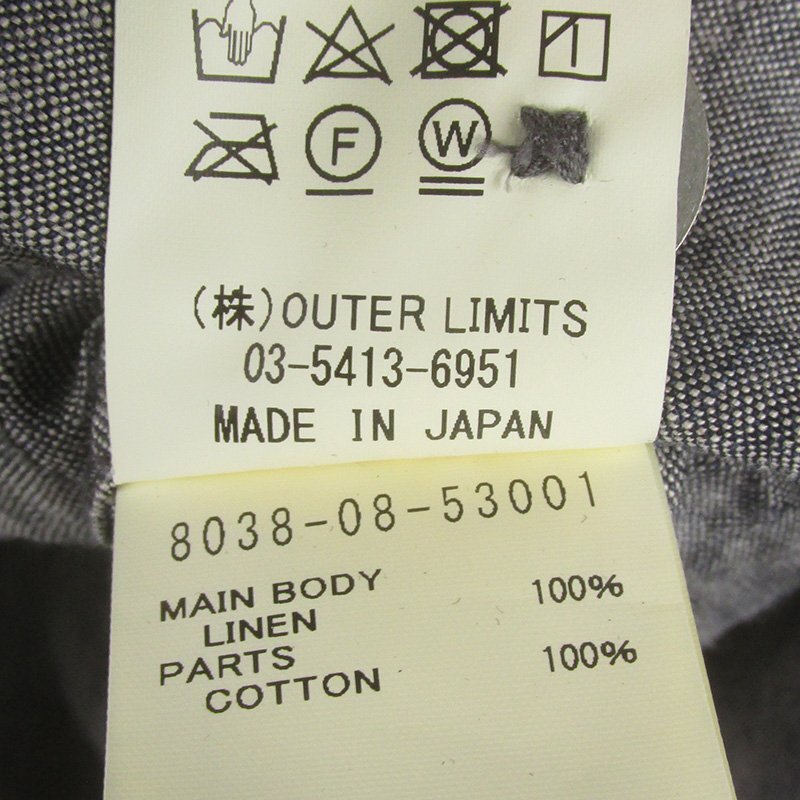 F W
(株)OUTER LIMITS
03-5413-6951
MADE IN JAPAN
8038-08-53001
MAIN BODY
LINEN 100%
PARTS
COTTON 100%